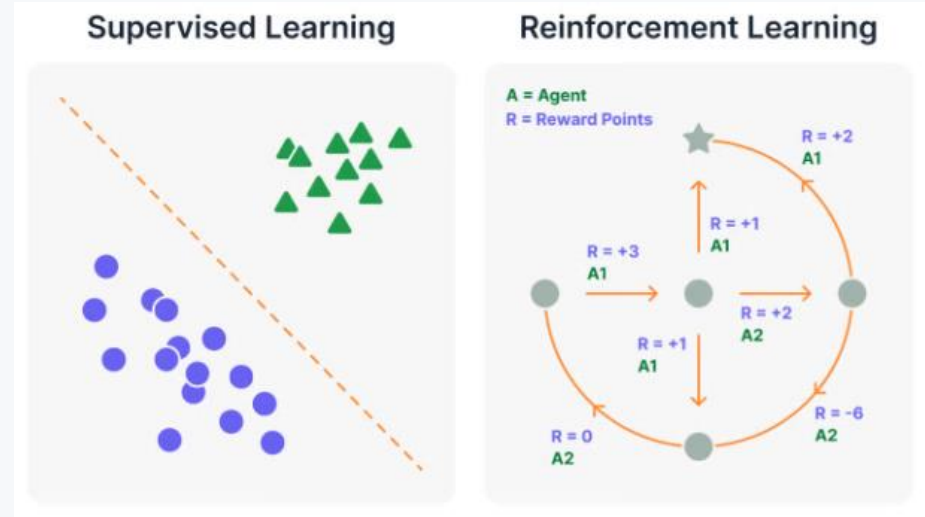 Supervised Learning
Reinforcement Learning
A = Agent
R = Reward Points
R = +2
A1
R = +1
A1
R = +3
A1
R = +2
A2
R = +1
A1
R = -6
A2
R = 0
A2